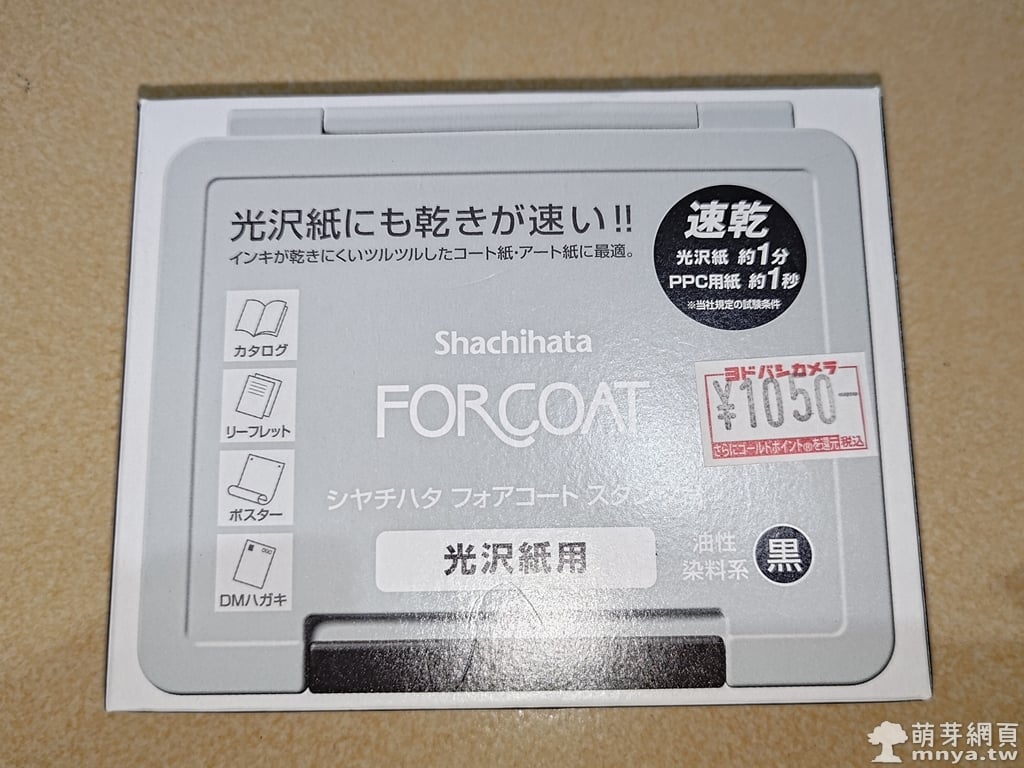 光沢紙にも乾きが速い!!
インキが乾きにくいツルツルしたコート紙・アート紙に最適。
速乾
光沢紙 約1分
PPC用紙 約1秒
※当社規定の試験条件
カタログ
リーフレット
ポスター
DMハガキ
Shachihata
FORCOAT
ヨドバシカメラ
¥1050-
さらにゴールドポイント®を還元 税込
シヤチハタ フォアコート
光沢紙用
油性
染料系
黒
萌芽網頁
mnya.tw